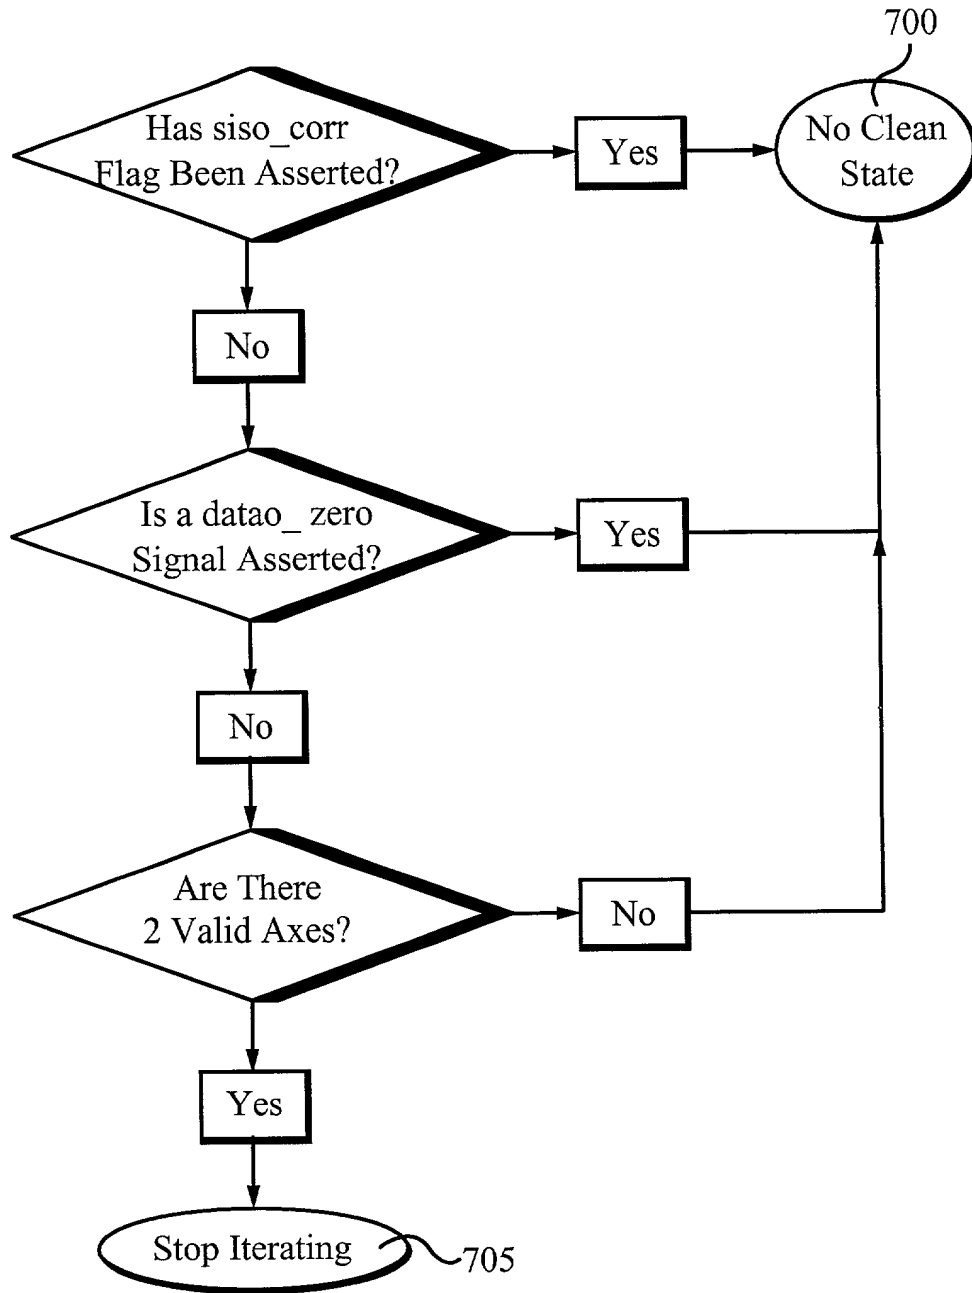 700
Has siso_corr
Flag Been Asserted?
Yes
No Clean
State
No
Is a datao_ zero
Signal Asserted?
Yes
No
Are There
2 Valid Axes?
No
Yes
Stop Iterating
705